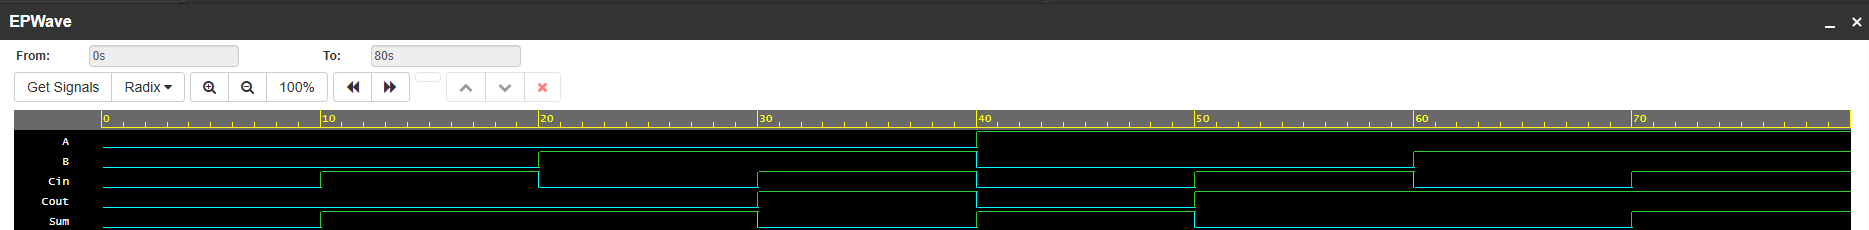 EPWave
From: 0s To: 80s
Get Signals Radix 100%
0 10 20 30 40 50 60 70
A
B
Cin
Cout
Sum